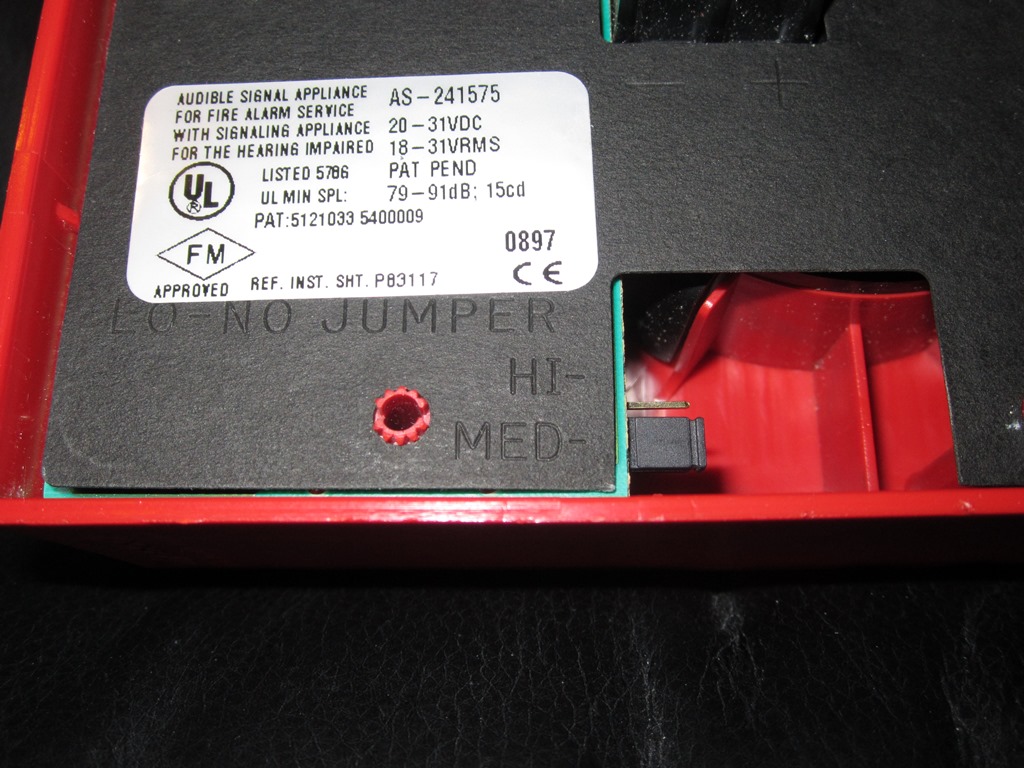 AUDIBLE SIGNAL APPLIANCE AS-241575
FOR FIRE ALARM SERVICE
WITH SIGNALING APPLIANCE 20-31VDC
FOR THE HEARING IMPAIRED 18-31VRMS
UL® LISTED 578G PAT PEND
UL MIN SPL: 79-91dB; 15cd
PAT:5121033 5400009
FM 0897
APPROVED REF. INST. SHT. P83117 CE
LO-NO JUMPER
HI-
MED-
- +